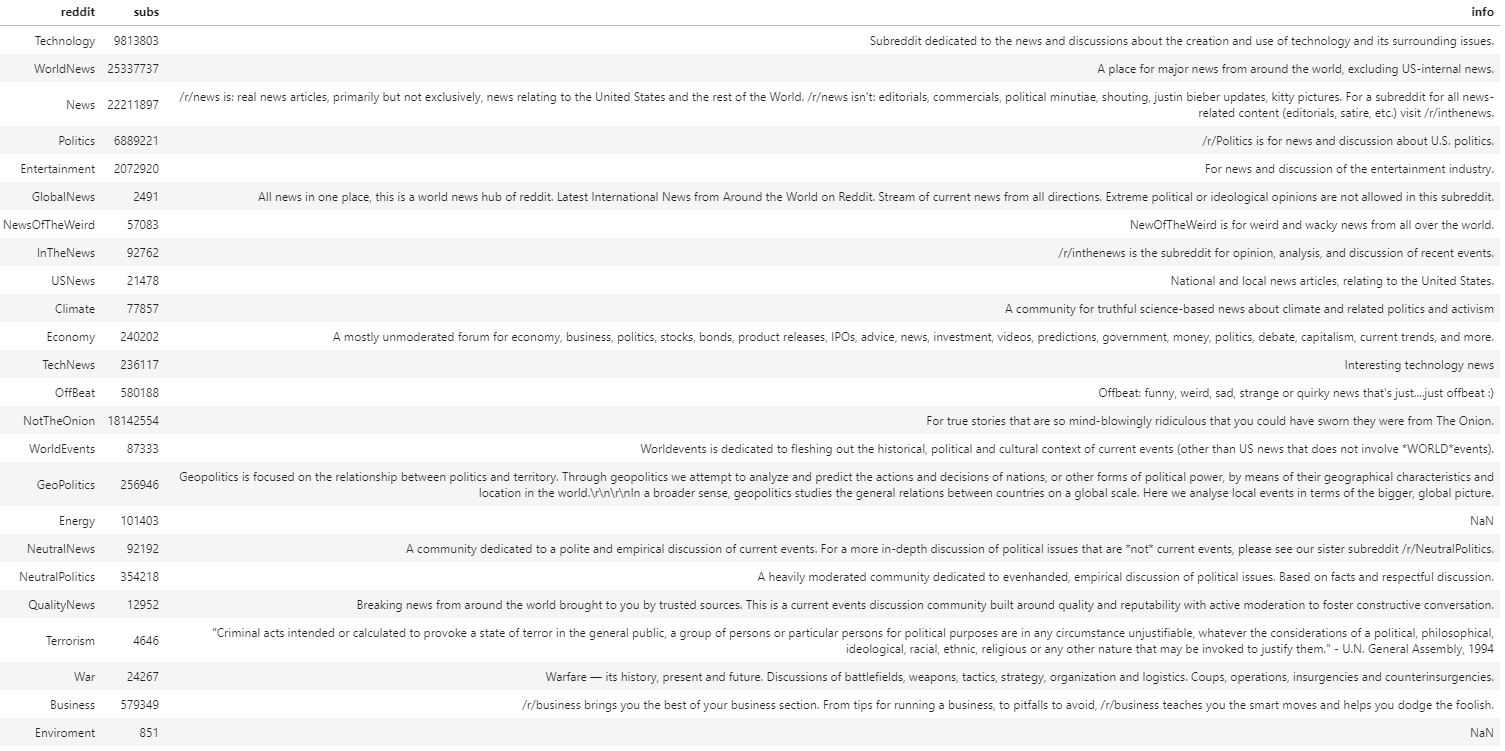 reddit subs info
Technology 9813803 Subreddit dedicated to the news and discussions about the creation and use of technology and its surrounding issues.
WorldNews 25337737 A place for major news from around the world, excluding US-internal news.
News 22211897 /r/news is: real news articles, primarily but not exclusively, news relating to the United States and the rest of the World. /r/news isn't: editorials, commercials, political minutiae, shouting, justin bieber updates, kitty pictures. For a subreddit for all news-
related content (editorials, satire, etc.) visit /r/inthenews.
Politics 6889221 /r/Politics is for news and discussion about U.S. politics.
Entertainment 2072920 For news and discussion of the entertainment industry.
GlobalNews 2491 All news in one place, this is a world news hub of reddit. Latest International News from Around the World on Reddit. Stream of current news from all directions. Extreme political or ideological opinions are not allowed in this subreddit.
NewsOfTheWeird 57083 NewOfTheWeird is for weird and wacky news from all over the world.
InTheNews 92762 /r/inthenews is the subreddit for opinion, analysis, and discussion of recent events.
USNews 21478 National and local news articles, relating to the United States.
Climate 77857 A community for truthful science-based news about climate and related politics and activism
Economy 240202 A mostly unmoderated forum for economy, business, politics, stocks, bonds, product releases, IPOs, advice, news, investment, videos, predictions, government, money, politics, debate, capitalism, current trends, and more.
TechNews 236117 Interesting technology news
OffBeat 580188 Offbeat: funny, weird, sad, strange or quirky news that's just....just offbeat :)
NotTheOnion 18142554 For true stories that are so mind-blowingly ridiculous that you could have sworn they were from The Onion.
WorldEvents 87333 Worldevents is dedicated to fleshing out the historical, political and cultural context of current events (other than US news that does not involve *WORLD*events).
GeoPolitics 256946 Geopolitics is focused on the relationship between politics and territory. Through geopolitics we attempt to analyze and predict the actions and decisions of nations, or other forms of political power, by means of their geographical characteristics and
location in the world.\r\n\r\nIn a broader sense, geopolitics studies the general relations between countries on a global scale. Here we analyse local events in terms of the bigger, global picture.
Energy 101403 NaN
NeutralNews 92192 A community dedicated to a polite and empirical discussion of current events. For a more in-depth discussion of political issues that are *not* current events, please see our sister subreddit /r/NeutralPolitics.
NeutralPolitics 354218 A heavily moderated community dedicated to evenhanded, empirical discussion of political issues. Based on facts and respectful discussion.
QualityNews 12952 Breaking news from around the world brought to you by trusted sources. This is a current events discussion community built around quality and reputability with active moderation to foster constructive conversation.
Terrorism 4646 "Criminal acts intended or calculated to provoke a state of terror in the general public, a group of persons or particular persons for political purposes are in any circumstance unjustifiable, whatever the considerations of a political, philosophical,
ideological, racial, ethnic, religious or any other nature that may be invoked to justify them." - U.N. General Assembly, 1994
War 24267 Warfare — its history, present and future. Discussions of battlefields, weapons, tactics, strategy, organization and logistics. Coups, operations, insurgencies and counterinsurgencies.
Business 579349 /r/business brings you the best of your business section. From tips for running a business, to pitfalls to avoid, /r/business teaches you the smart moves and helps you dodge the foolish.
Enviroment 851 NaN